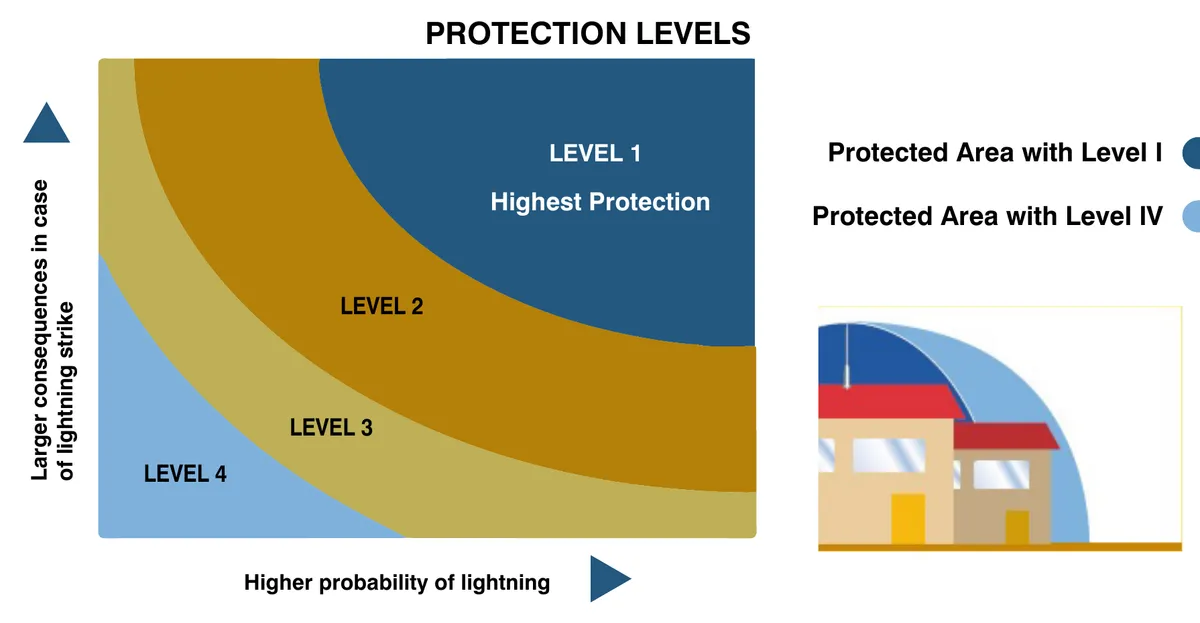 PROTECTION LEVELS
LEVEL 1
Highest Protection
LEVEL 2
LEVEL 3
LEVEL 4
Larger consequences in case
of lightning strike
Higher probability of lightning
Protected Area with Level I
Protected Area with Level IV